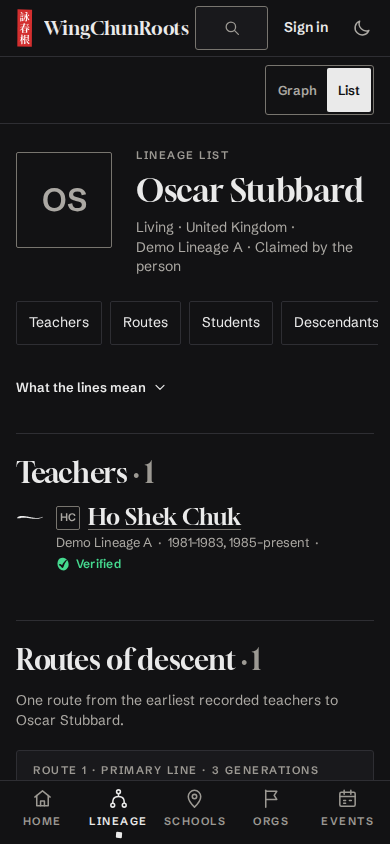 詠春根
WingChunRoots
Sign in
Graph
List
OS
LINEAGE LIST
Oscar Stubbard
Living · United Kingdom ·
Demo Lineage A · Claimed by the
person
Teachers
Routes
Students
Descendants
What the lines mean
Teachers · 1
HC
Ho Shek Chuk
Demo Lineage A · 1981–1983, 1985–present ·
Verified
Routes of descent · 1
One route from the earliest recorded teachers to
Oscar Stubbard.
ROUTE 1 · PRIMARY LINE · 3 GENERATIONS
HOME
LINEAGE
SCHOOLS
ORGS
EVENTS